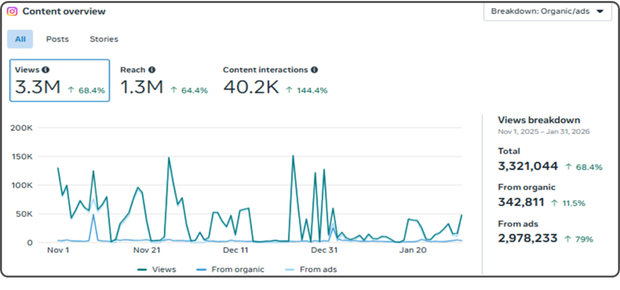 Content overview
Breakdown: Organic/ads
All Posts Stories
Views Reach Content interactions
3.3M ↑ 68.4% 1.3M ↑ 64.4% 40.2K ↑ 144.4%
Views breakdown
Nov 1, 2025 – Jan 31, 2026
Total
3,321,044 ↑ 68.4%
From organic
342,811 ↑ 11.5%
From ads
2,978,233 ↑ 79%
200K
150K
100K
50K
0
Nov 1 Nov 21 Dec 11 Dec 31 Jan 20
Views From organic From ads